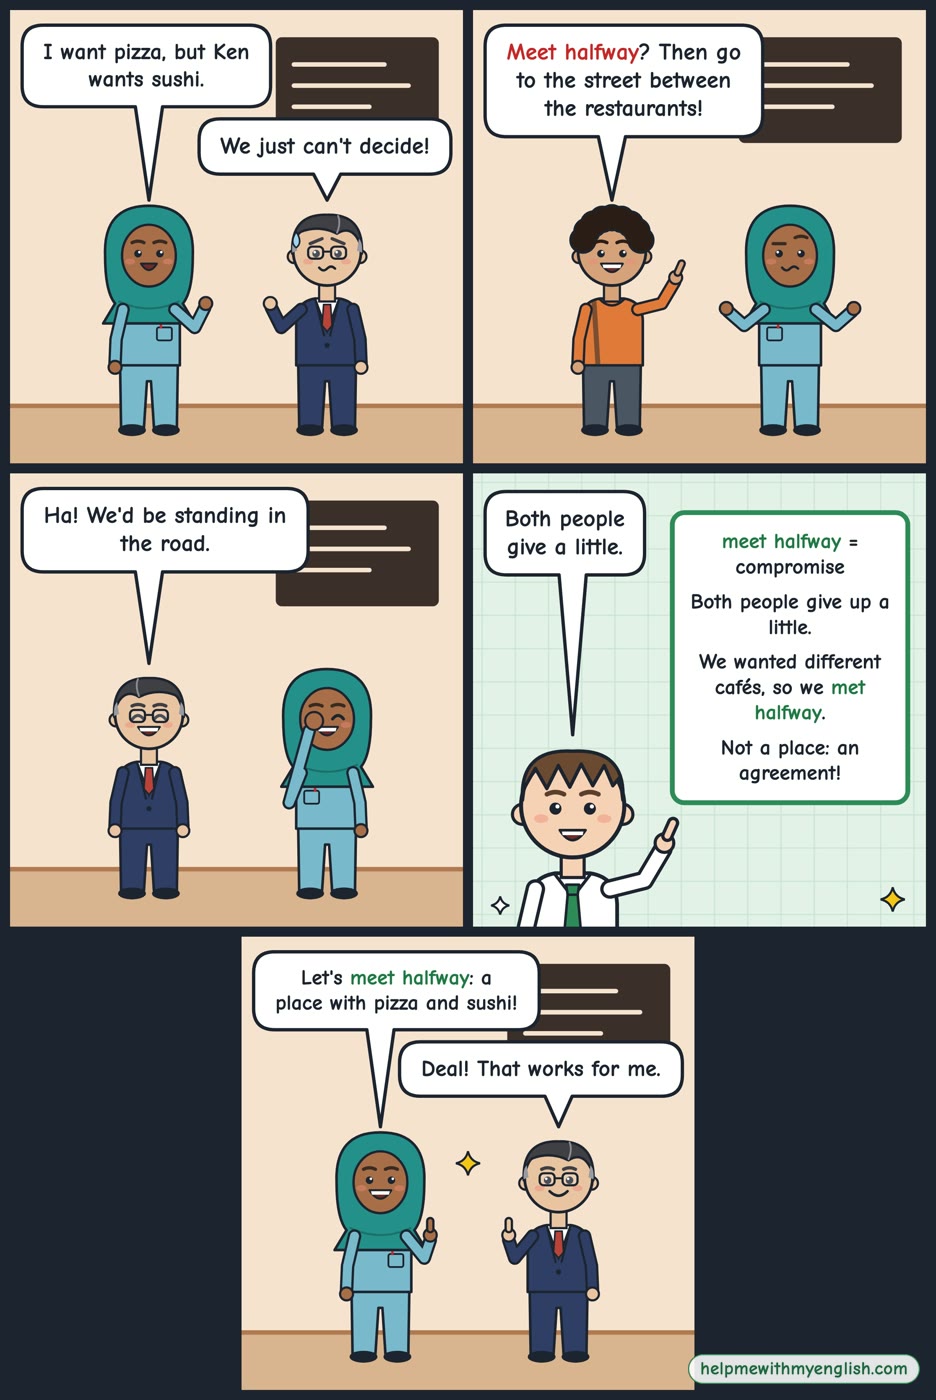 I want pizza, but Ken
wants sushi.
We just can't decide!
Meet halfway? Then go
to the street between
the restaurants!
Ha! We'd be standing in
the road.
Both people
give a little.
meet halfway =
compromise
Both people give up a
little.
We wanted different
cafés, so we met
halfway.
Not a place: an
agreement!
Let's meet halfway: a
place with pizza and sushi!
Deal! That works for me.
helpmewithmyenglish.com